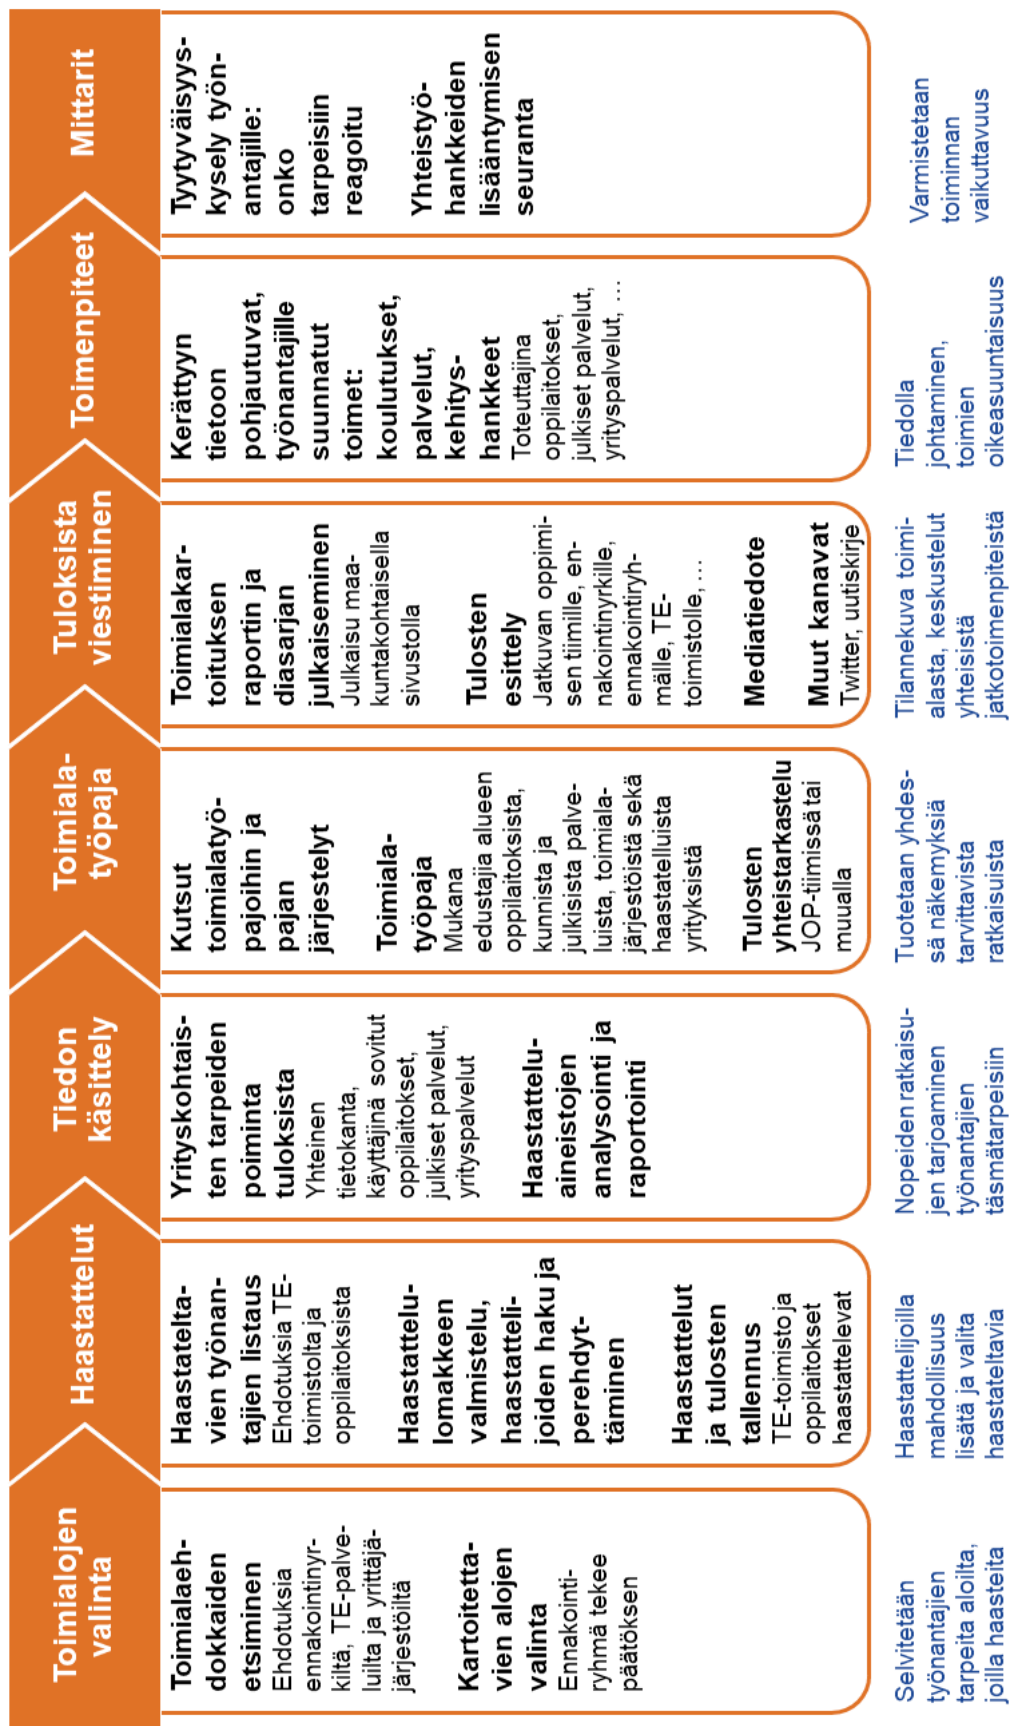 Toimialojen
valinta
Toimialaeh-
dokkaiden
etsiminen
Ehdotuksia
ennakointinyr-
kiltä, TE-palve-
luilta ja yrittäjä-
järjestöiltä
Kartoitetta-
vien alojen
valinta
Ennakointi-
ryhmä tekee
päätöksen
Selvitetään
työnantajien
tarpeita aloilta,
joilla haasteita
Haastattelut
Haastatelta-
vien työnan-
tajien listaus
Ehdotuksia TE-
toimistolta ja
oppilaitoksista
Haastattelu-
lomakkeen
valmistelu,
haastatteli-
joiden haku ja
perehdyt-
täminen
Haastattelut
ja tulosten
tallennus
TE-toimisto ja
oppilaitokset
haastattelevat
Haastattelijoilla
mahdollisuus
lisätä ja valita
haastateltavia
Tiedon
käsittely
Yrityskohtais-
ten tarpeiden
poiminta
tuloksista
Yhteinen
tietokanta,
käyttäjinä sovitut
oppilaitokset,
julkiset palvelut,
yrityspalvelut
Haastattelu-
aineistojen
analysointi ja
raportointi
Nopeiden ratkaisu-
jen tarjoaminen
työnantajien
täsmätarpeisiin
Toimiala-
työpaja
Kutsut
toimialatyö-
pajoihin ja
pajan
järjestelyt
Toimiala-
työpaja
Mukana
edustajia alueen
oppilaitoksista,
kunnista ja
julkisista palve-
luista, toimiala-
järjestöistä sekä
haastatelluista
yrityksistä
Tulosten
yhteistarkastelu
JOP-tiimissä tai
muualla
Tuotetaan yhdes-
sä näkemyksiä
tarvittavista
ratkaisuista
Tuloksista
viestiminen
Toimialakar-
toituksen
raportin ja
diasarjan
julkaiseminen
Julkaisu maa-
kuntakohtaisella
sivustolla
Tulosten
esittely
Jatkuvan oppimi-
sen tiimille, en-
nakointinyrkille,
ennakointiryh-
mälle, TE-
toimistolle, …
Mediatiedote
Muut kanavat
Twitter, uutiskirje
Tilannekuva toimi-
alasta, keskustelut
yhteisistä
jatkotoimenpiteistä
Toimenpiteet
Kerättyyn
tietoon
pohjautuvat,
työnantajille
suunnatut
toimet:
koulutukset,
palvelut,
kehitys-
hankkeet
Toteuttajina
oppilaitokset,
julkiset palvelut,
yrityspalvelut, …
Tiedolla
johtaminen,
toimien
oikeasuuntaisuus
Mittarit
Tyytyväisyys-
kysely työn-
antajille:
onko
tarpeisiin
reagoitu
Yhteistyö-
hankkeiden
lisääntymisen
seuranta
Varmistetaan
toiminnan
vaikuttavuus